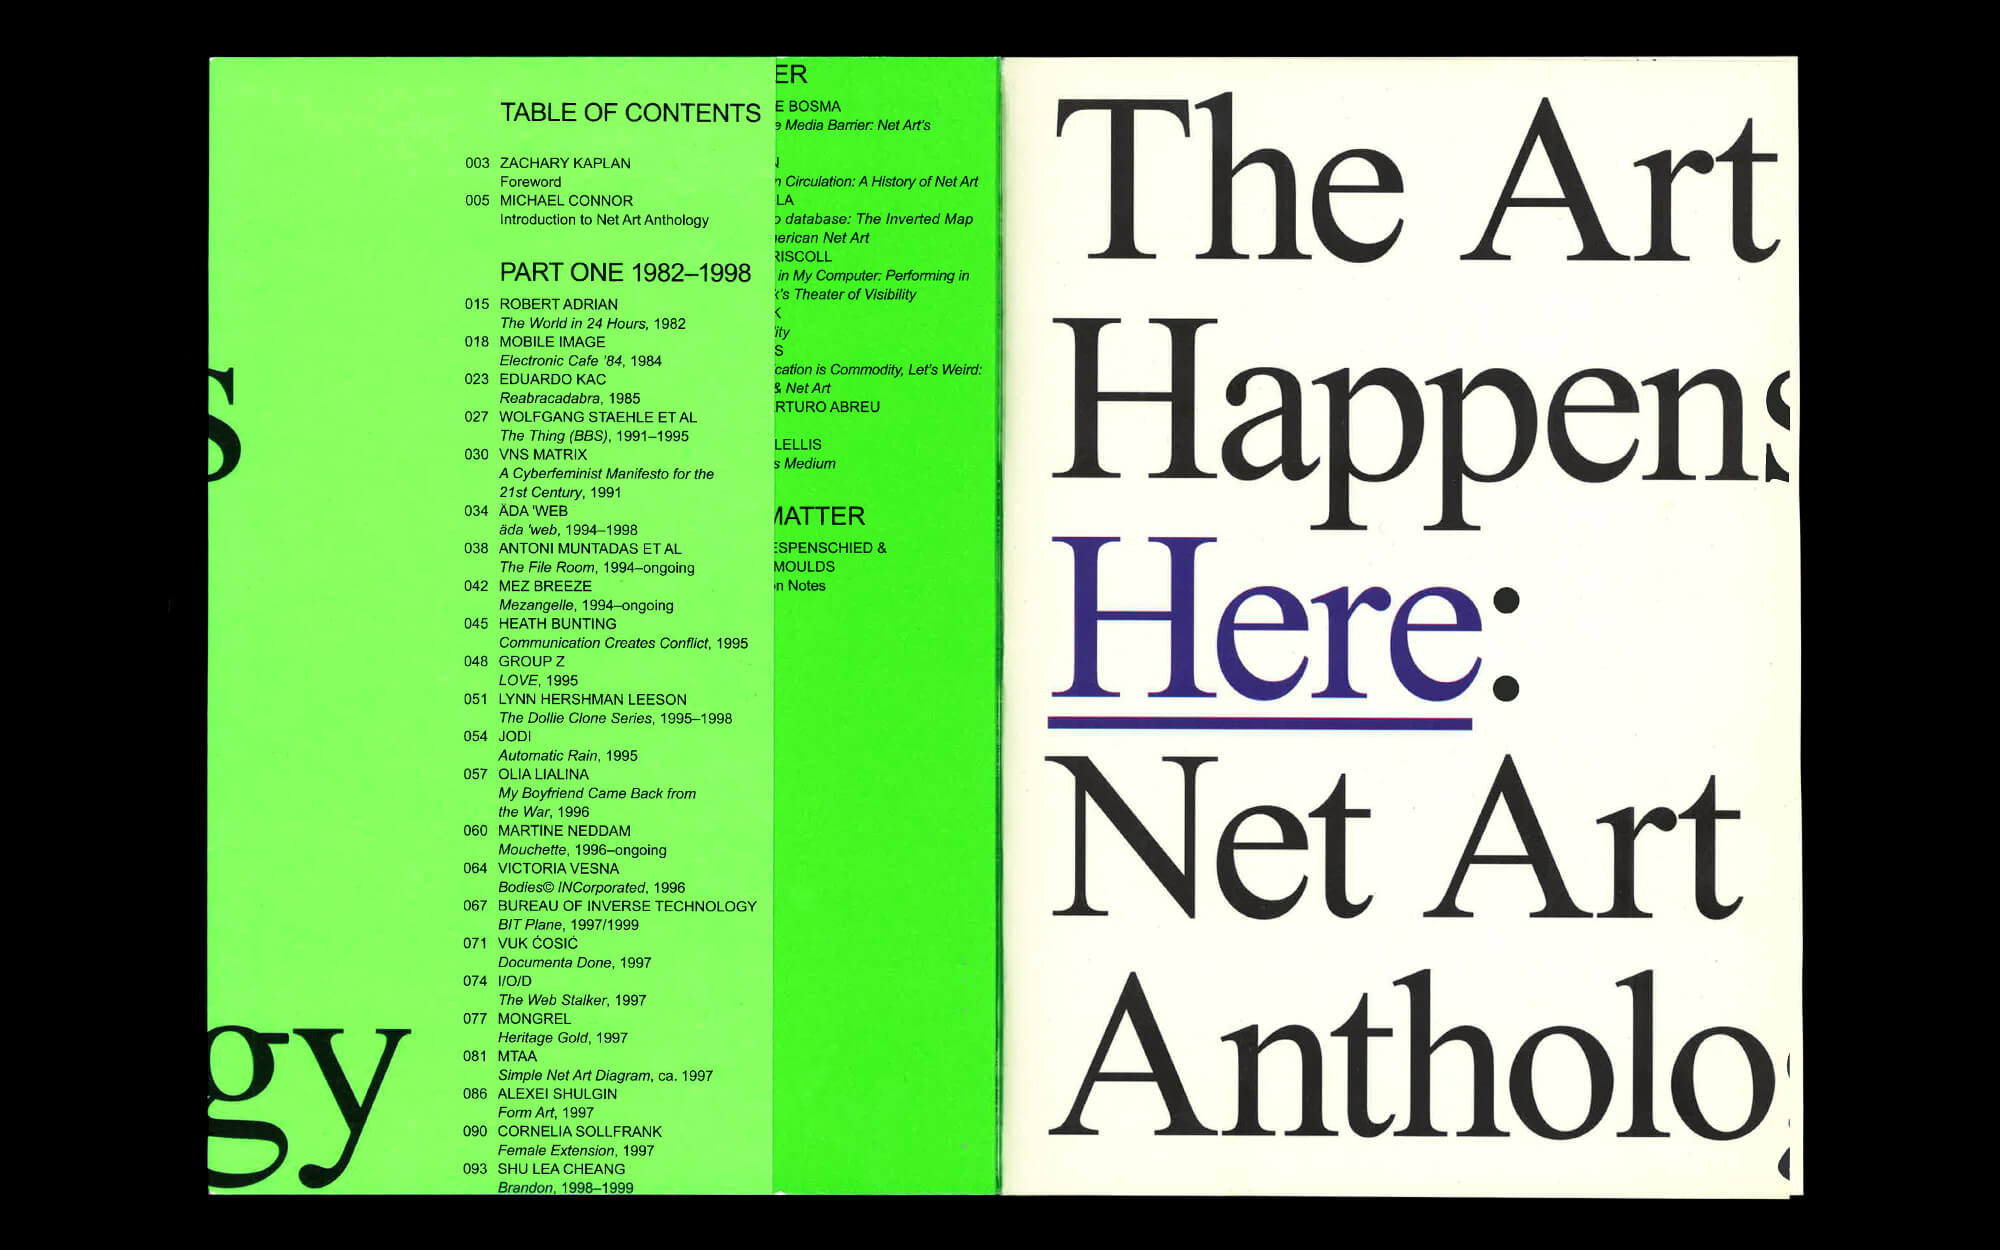 s
gy
TABLE OF CONTENTS
003 ZACHARY KAPLAN
Foreword
005 MICHAEL CONNOR
Introduction to Net Art Anthology
PART ONE 1982–1998
015 ROBERT ADRIAN
The World in 24 Hours, 1982
018 MOBILE IMAGE
Electronic Cafe '84, 1984
023 EDUARDO KAC
Reabracadabra, 1985
027 WOLFGANG STAEHLE ET AL
The Thing (BBS), 1991–1995
030 VNS MATRIX
A Cyberfeminist Manifesto for the
21st Century, 1991
034 ÄDA 'WEB
äda 'web, 1994–1998
038 ANTONI MUNTADAS ET AL
The File Room, 1994–ongoing
042 MEZ BREEZE
Mezangelle, 1994–ongoing
045 HEATH BUNTING
Communication Creates Conflict, 1995
048 GROUP Z
LOVE, 1995
051 LYNN HERSHMAN LEESON
The Dollie Clone Series, 1995–1998
054 JODI
Automatic Rain, 1995
057 OLIA LIALINA
My Boyfriend Came Back from
the War, 1996
060 MARTINE NEDDAM
Mouchette, 1996–ongoing
064 VICTORIA VESNA
Bodies© INCorporated, 1996
067 BUREAU OF INVERSE TECHNOLOGY
BIT Plane, 1997/1999
071 VUK ĆOSIĆ
Documenta Done, 1997
074 I/O/D
The Web Stalker, 1997
077 MONGREL
Heritage Gold, 1997
081 MTAA
Simple Net Art Diagram, ca. 1997
086 ALEXEI SHULGIN
Form Art, 1997
090 CORNELIA SOLLFRANK
Female Extension, 1997
093 SHU LEA CHEANG
Brandon, 1998–1999
ER
E BOSMA
e Media Barrier: Net Art's
N
n Circulation: A History of Net Art
LA
o database: The Inverted Map
erican Net Art
RISCOLL
in My Computer: Performing in
k's Theater of Visibility
K
ity
S
cation is Commodity, Let's Weird:
& Net Art
RTURO ABREU
LELLIS
s Medium
MATTER
ESPENSCHIED &
MOULDS
n Notes
The Art
Happens
Here:
Net Art
Antholog